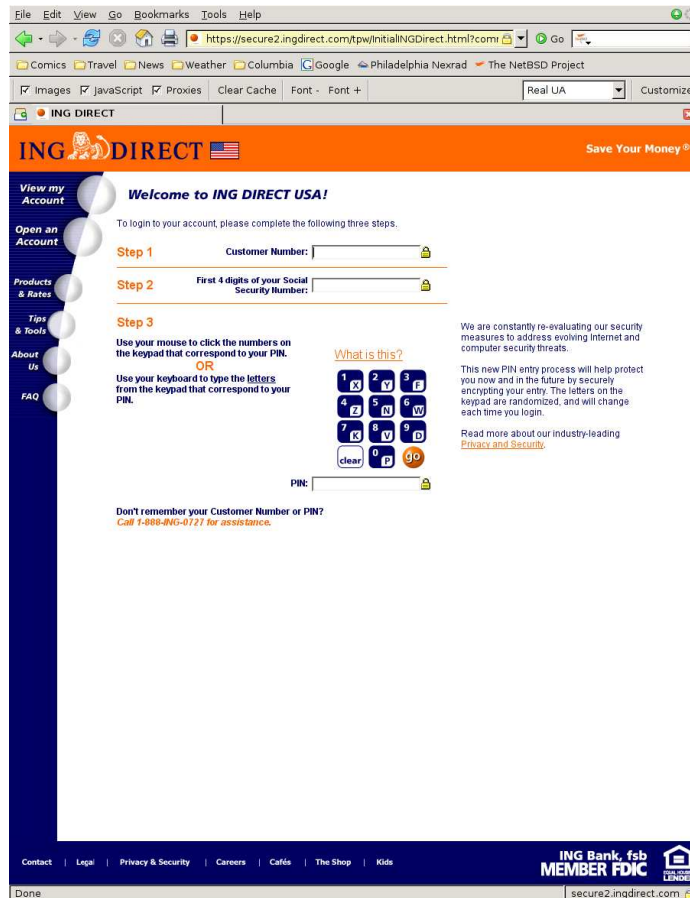 File Edit View Go Bookmarks Tools Help
https://secure2.ingdirect.com/tpw/InitialINGDirect.html?com Go
Comics Travel News Weather Columbia Google Philadelphia Nexrad The NetBSD Project
Images JavaScript Proxies Clear Cache Font - Font + Real UA Customize
ING DIRECT
ING DIRECT Save Your Money®
View my Account
Open an Account
Products & Rates
Tips & Tools
About Us
FAQ
Welcome to ING DIRECT USA!
To login to your account, please complete the following three steps.
Step 1 Customer Number:
Step 2 First 4 digits of your Social
Security Number:
Step 3
Use your mouse to click the numbers on
the keypad that correspond to your PIN.
OR
Use your keyboard to type the letters
from the keypad that correspond to your
PIN.
What is this?
1 X 2 Y 3 F
4 Z 5 N 6 W
7 K 8 V 9 D
clear 0 P go
PIN:
We are constantly re-evaluating our security
measures to address evolving Internet and
computer security threats.
This new PIN entry process will help protect
you now and in the future by securely
encrypting your entry. The letters on the
keypad are randomized, and will change
each time you login.
Read more about our industry-leading
Privacy and Security.
Don't remember your Customer Number or PIN?
Call 1-888-ING-0727 for assistance.
Contact | Legal | Privacy & Security | Careers | Cafés | The Shop | Kids
ING Bank, fsb
MEMBER FDIC
EQUAL HOUSING
LENDER
Done secure2.ingdirect.com